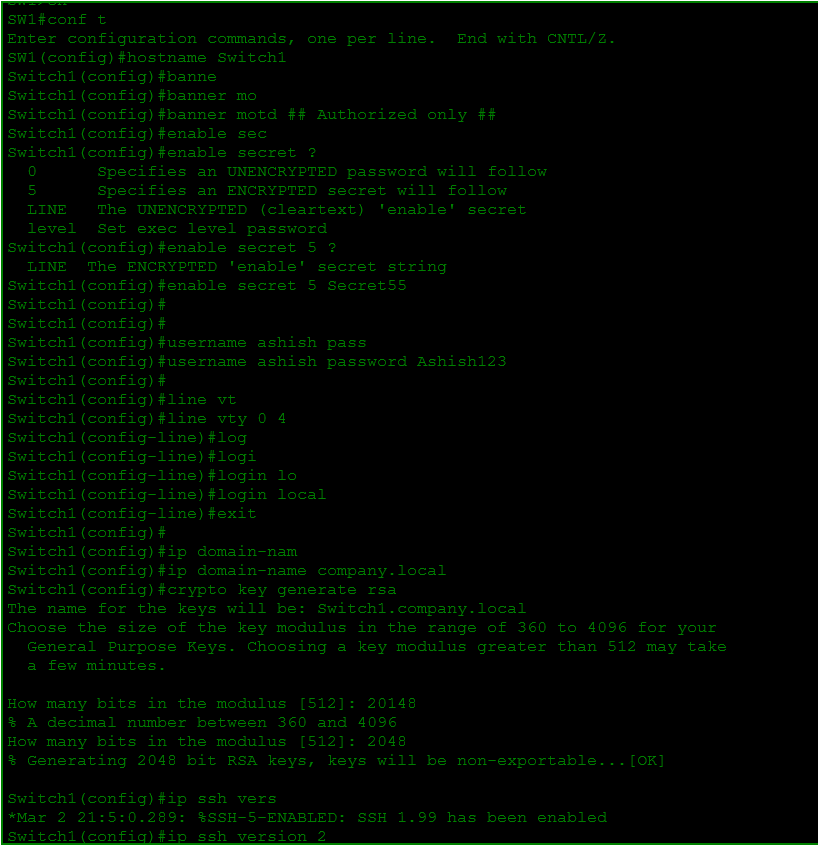 SW1#conf t
Enter configuration commands, one per line.  End with CNTL/Z.
SW1(config)#hostname Switch1
Switch1(config)#banne
Switch1(config)#banner mo
Switch1(config)#banner motd ## Authorized only ##
Switch1(config)#enable sec
Switch1(config)#enable secret ?
  0      Specifies an UNENCRYPTED password will follow
  5      Specifies an ENCRYPTED secret will follow
  LINE   The UNENCRYPTED (cleartext) 'enable' secret
  level  Set exec level password
Switch1(config)#enable secret 5 ?
  LINE  The ENCRYPTED 'enable' secret string
Switch1(config)#enable secret 5 Secret55
Switch1(config)#
Switch1(config)#
Switch1(config)#username ashish pass
Switch1(config)#username ashish password Ashish123
Switch1(config)#
Switch1(config)#line vt
Switch1(config)#line vty 0 4
Switch1(config-line)#log
Switch1(config-line)#logi
Switch1(config-line)#login lo
Switch1(config-line)#login local
Switch1(config-line)#exit
Switch1(config)#
Switch1(config)#ip domain-nam
Switch1(config)#ip domain-name company.local
Switch1(config)#crypto key generate rsa
The name for the keys will be: Switch1.company.local
Choose the size of the key modulus in the range of 360 to 4096 for your
  General Purpose Keys. Choosing a key modulus greater than 512 may take
  a few minutes.

How many bits in the modulus [512]: 20148
% A decimal number between 360 and 4096
How many bits in the modulus [512]: 2048
% Generating 2048 bit RSA keys, keys will be non-exportable...[OK]

Switch1(config)#ip ssh vers
*Mar 2 21:5:0.289: %SSH-5-ENABLED: SSH 1.99 has been enabled
Switch1(config)#ip ssh version 2